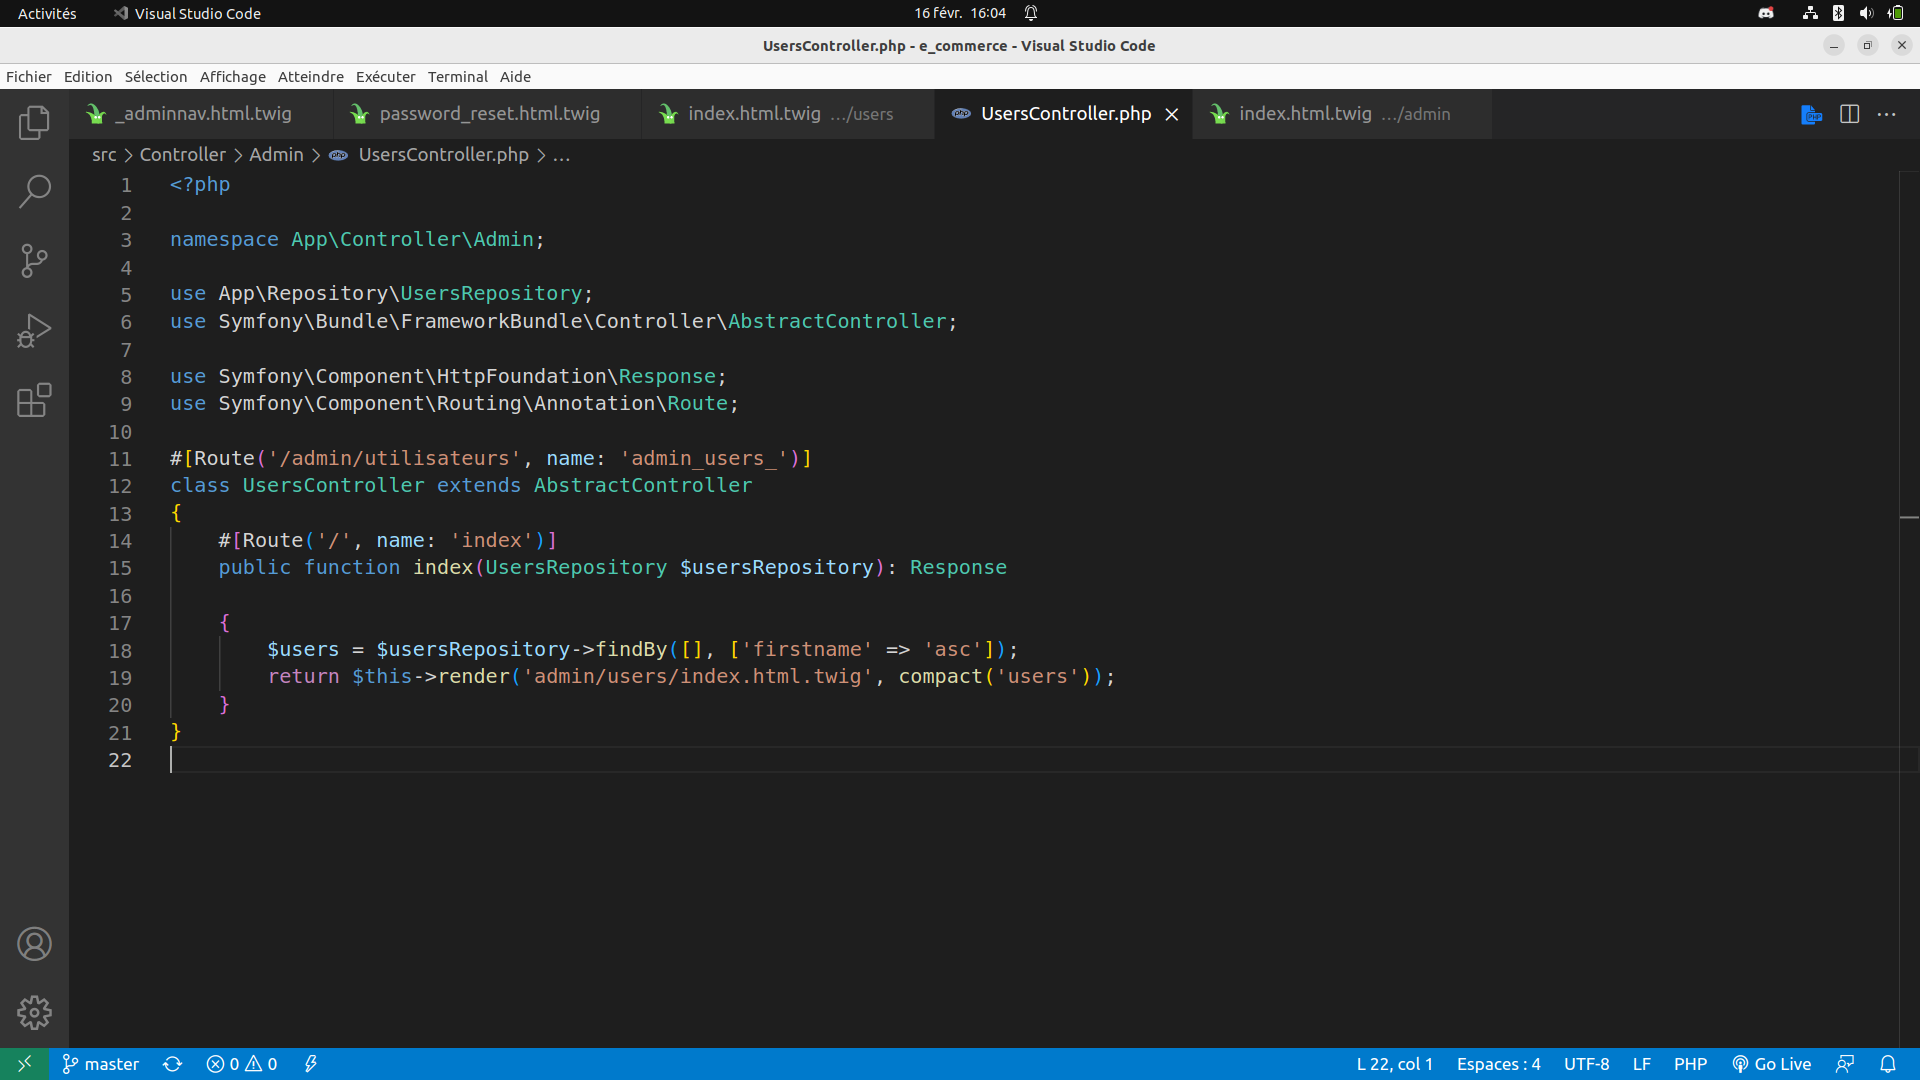 Activités Visual Studio Code 16 févr. 16:04
UsersController.php - e_commerce - Visual Studio Code
Fichier Edition Sélection Affichage Atteindre Exécuter Terminal Aide
_adminnav.html.twig password_reset.html.twig index.html.twig .../users UsersController.php index.html.twig .../admin
src > Controller > Admin > UsersController.php > ...
1 <?php
2
3 namespace App\Controller\Admin;
4
5 use App\Repository\UsersRepository;
6 use Symfony\Bundle\FrameworkBundle\Controller\AbstractController;
7
8 use Symfony\Component\HttpFoundation\Response;
9 use Symfony\Component\Routing\Annotation\Route;
10
11 #[Route('/admin/utilisateurs', name: 'admin_users_')]
12 class UsersController extends AbstractController
13 {
14     #[Route('/', name: 'index')]
15     public function index(UsersRepository $usersRepository): Response
16
17     {
18         $users = $usersRepository->findBy([], ['firstname' => 'asc']);
19         return $this->render('admin/users/index.html.twig', compact('users'));
20     }
21 }
22
master 0 0 L 22, col 1 Espaces : 4 UTF-8 LF PHP Go Live